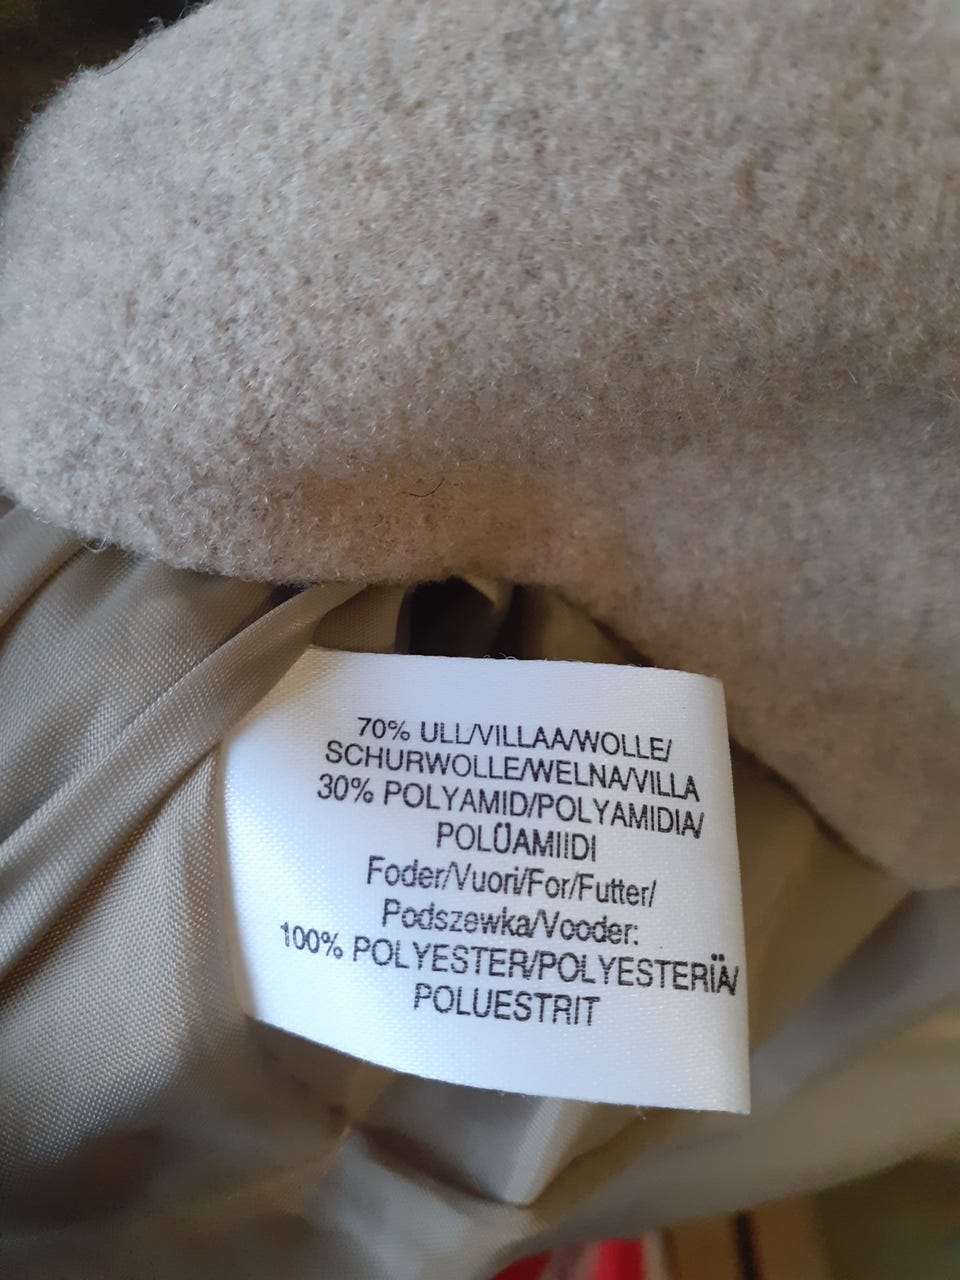 70% ULL/VILLAA/WOLLE/
SCHURWOLLE/WELNA/VILLA
30% POLYAMID/POLYAMIDIA/
POLÜAMIIDI
Foder/Vuori/For/Futter/
Podszewka/Vooder:
100% POLYESTER/POLYESTERIÄ/
POLUESTRIT